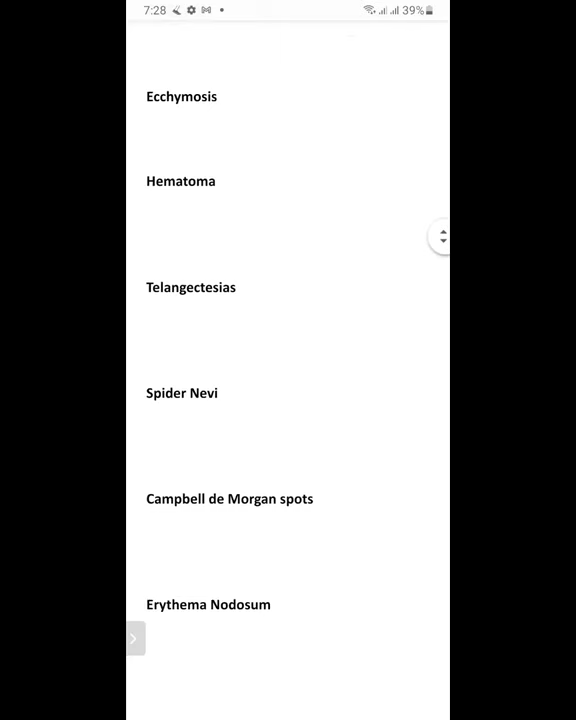 7:28
39%
Ecchymosis
Hematoma
Telangectesias
Spider Nevi
Campbell de Morgan spots
Erythema Nodosum